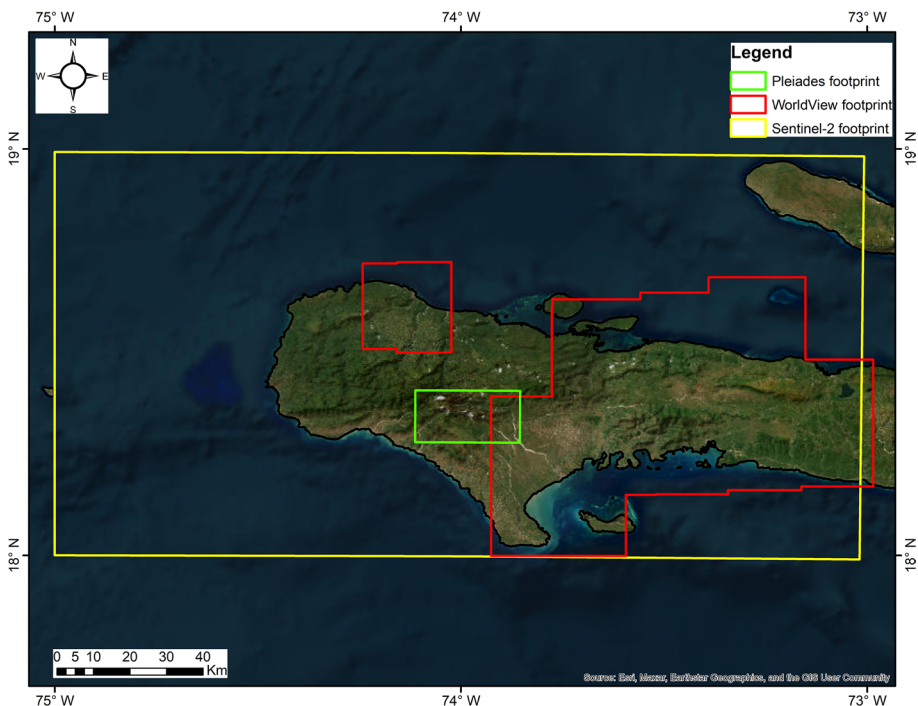 75° W 74° W 73° W
N
W E
S
Legend
Pleiades footprint
WorldView footprint
Sentinel-2 footprint
19° N 19° N
18° N 18° N
0 5 10 20 30 40
Km
Source: Esri, Maxar, Earthstar Geographics, and the GIS User Community
75° W 74° W 73° W